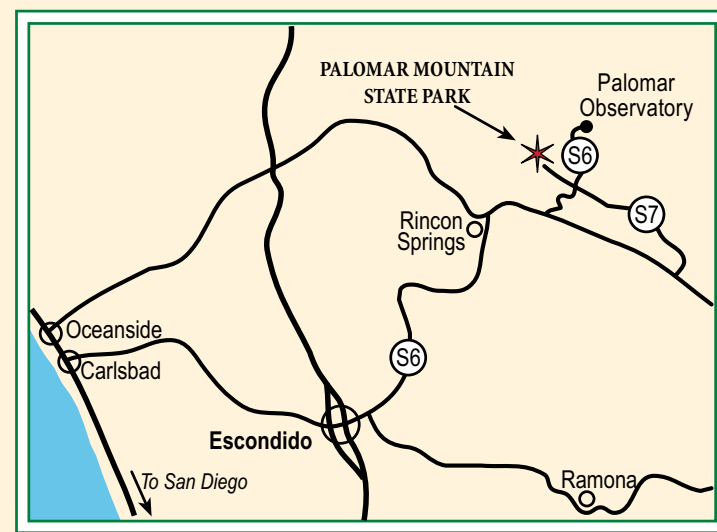 PALOMAR MOUNTAIN
STATE PARK
Palomar
Observatory
S6
S7
Rincon
Springs
Oceanside
Carlsbad
S6
Escondido
To San Diego
Ramona